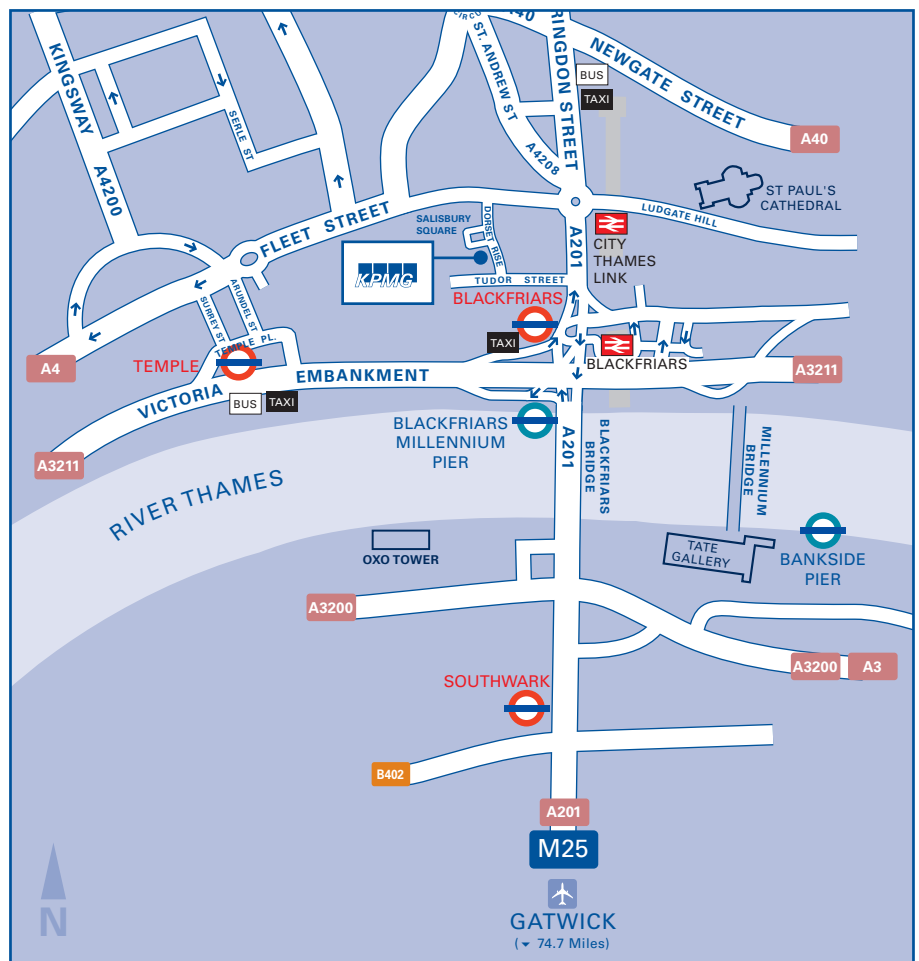 CIRCU
A40
RINGDON STREET
ST. ANDREW ST
NEWGATE STREET
KINGSWAY
BUS
TAXI
A40
SERLE ST
A4208
A4200
ST PAUL'S
CATHEDRAL
FLEET STREET
SALISBURY
SQUARE
DORSET RISE
LUDGATE HILL
A201
CITY
THAMES
LINK
KPMG
TUDOR STREET
BLACKFRIARS
SURREY ST
ARUNDEL ST
TEMPLE PL.
TAXI
TEMPLE
BLACKFRIARS
A4
A3211
VICTORIA
EMBANKMENT
BUS
TAXI
BLACKFRIARS
MILLENNIUM
PIER
A201
BLACKFRIARS
BRIDGE
MILLENNIUM
BRIDGE
A3211
RIVER THAMES
OXO TOWER
TATE
GALLERY
BANKSIDE
PIER
A3200
A3200
A3
SOUTHWARK
B402
A201
M25
GATWICK
(74.7 Miles)
N